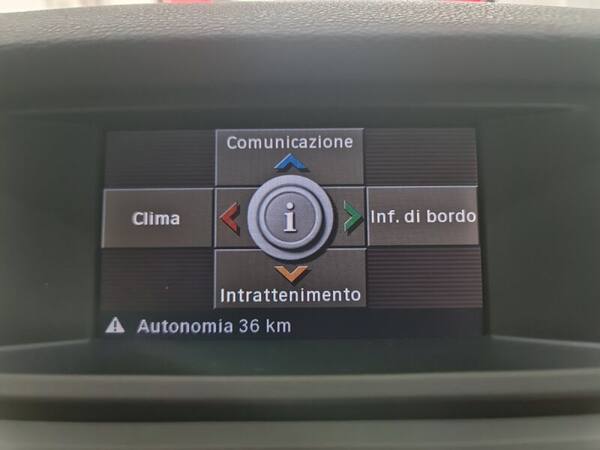 Comunicazione
Clima
i
Inf. di bordo
Intrattenimento
Autonomia 36 km